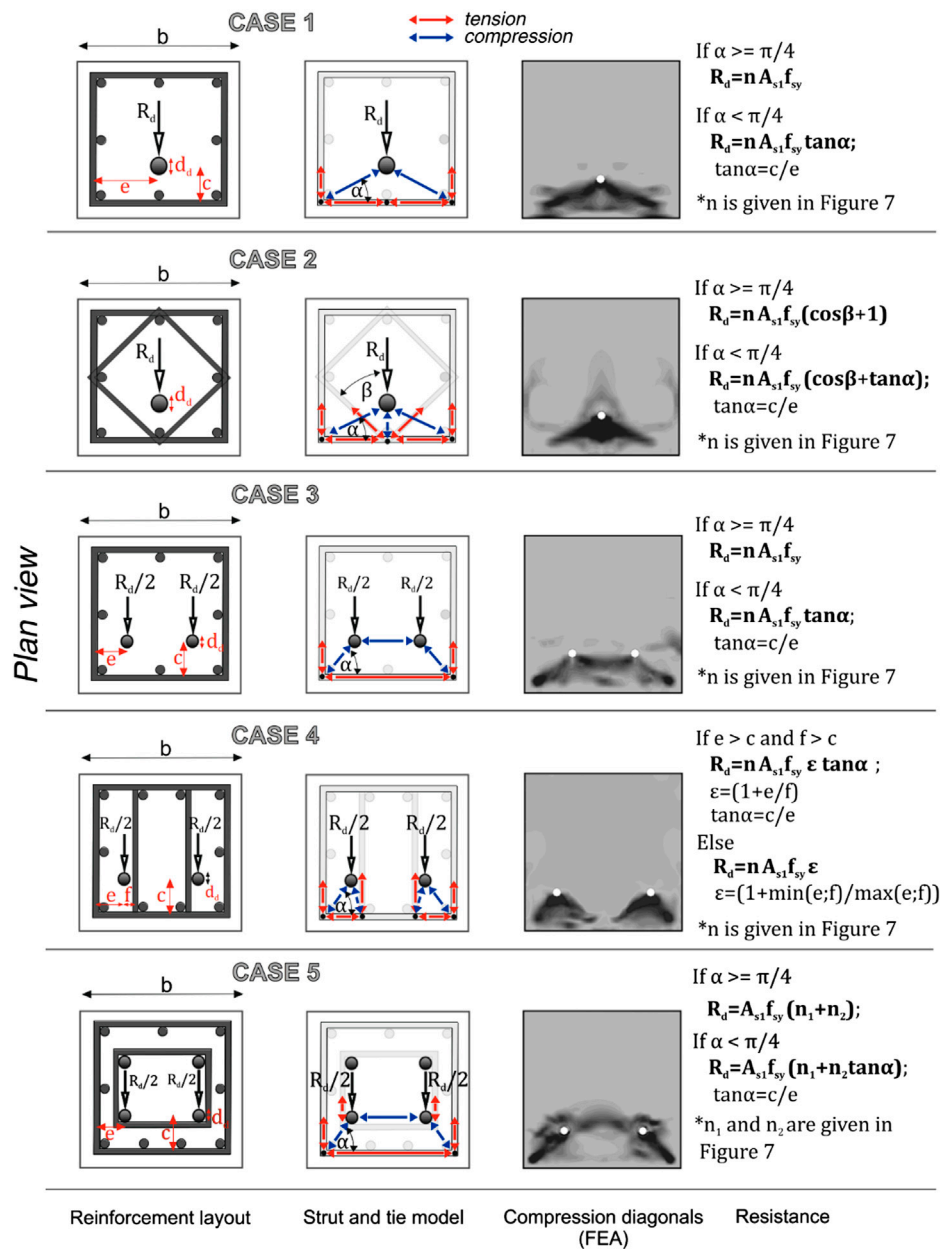 CASE 1
tension
compression
b
R_d
d_d
e
c
R_d
α
If α >= π/4
R_d=n A_s1 f_sy
If α < π/4
R_d=n A_s1 f_sy tanα;
tanα=c/e
*n is given in Figure 7
CASE 2
b
R_d
d_d
R_d
β
α
If α >= π/4
R_d=n A_s1 f_sy (cosβ+1)
If α < π/4
R_d=n A_s1 f_sy (cosβ+tanα);
tanα=c/e
*n is given in Figure 7
Plan view
CASE 3
b
R_d/2
R_d/2
e
c
d_d
R_d/2
R_d/2
α
If α >= π/4
R_d=n A_s1 f_sy
If α < π/4
R_d=n A_s1 f_sy tanα;
tanα=c/e
*n is given in Figure 7
CASE 4
b
R_d/2
R_d/2
e
f
c
d_d
R_d/2
R_d/2
α
If e > c and f > c
R_d=n A_s1 f_sy ε tanα ;
ε=(1+e/f)
tanα=c/e
Else
R_d=n A_s1 f_sy ε
ε=(1+min(e;f)/max(e;f))
*n is given in Figure 7
CASE 5
b
R_d/2
R_d/2
e
c
d
R_d/2
R_d/2
α
If α >= π/4
R_d=A_s1 f_sy (n_1+n_2);
If α < π/4
R_d=A_s1 f_sy (n_1+n_2 tanα);
tanα=c/e
*n_1 and n_2 are given in
Figure 7
Reinforcement layout
Strut and tie model
Compression diagonals
(FEA)
Resistance